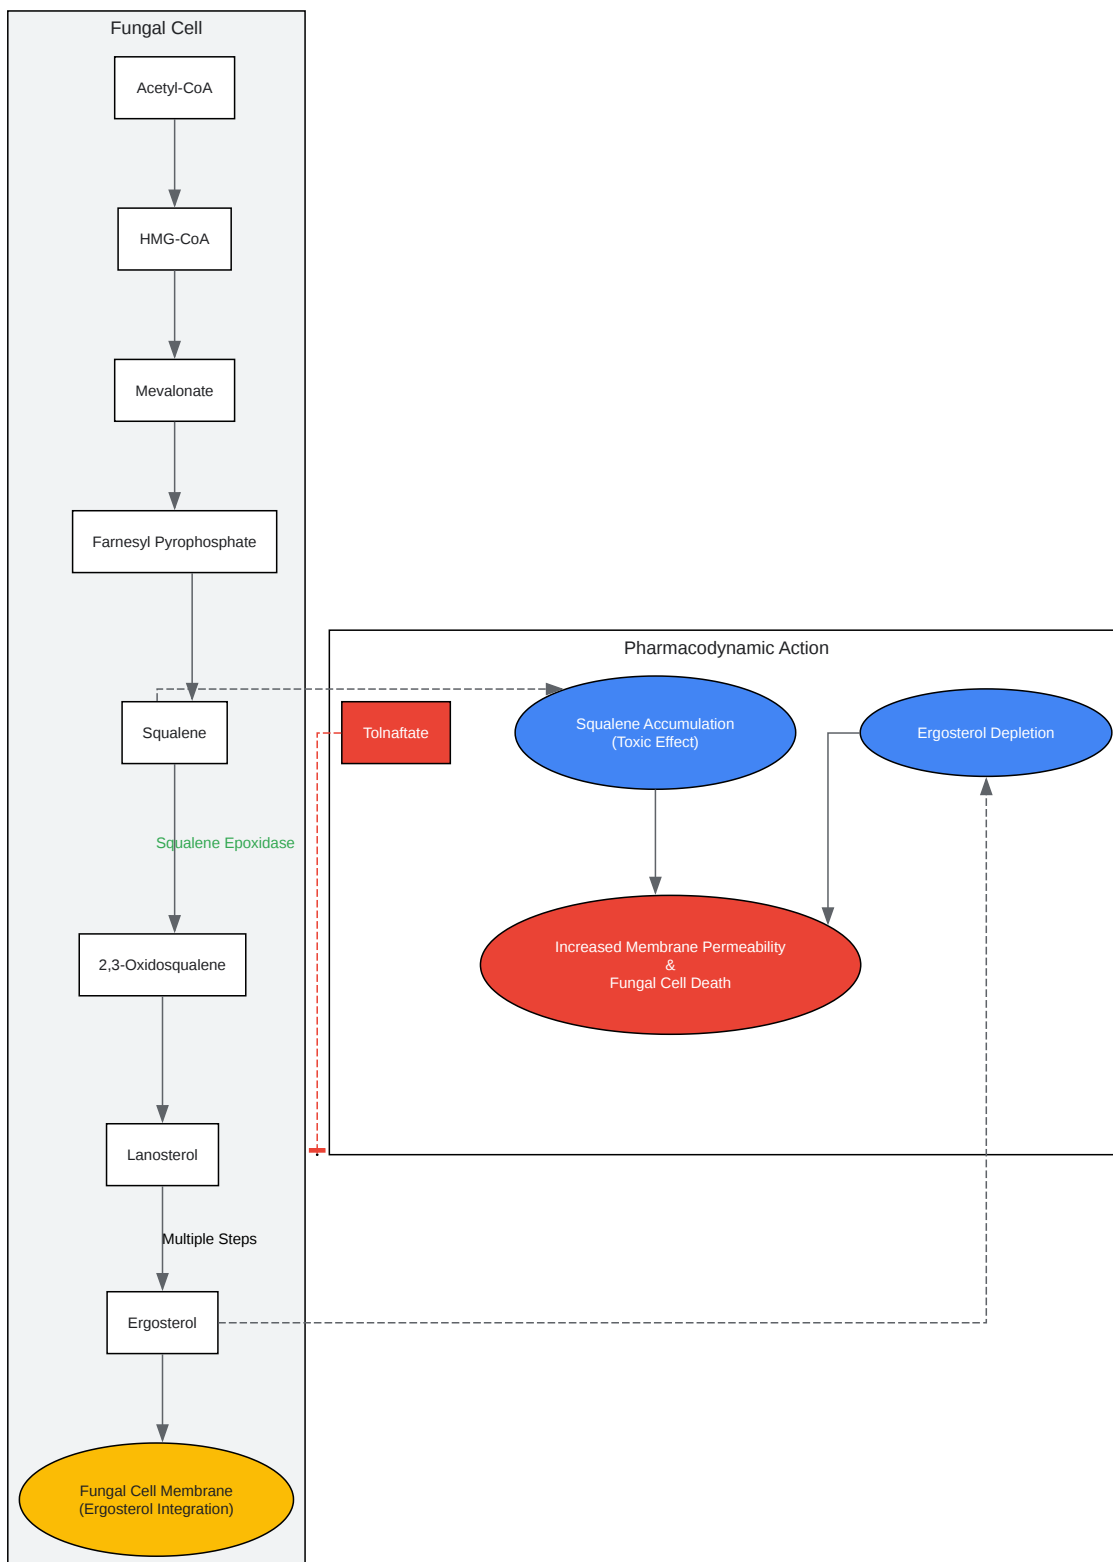 Fungal Cell
Acetyl-CoA
HMG-CoA
Mevalonate
Farnesyl Pyrophosphate
Squalene
Squalene Epoxidase
2,3-Oxidosqualene
Lanosterol
Multiple Steps
Ergosterol
Fungal Cell Membrane
(Ergosterol Integration)
Pharmacodynamic Action
Tolnaftate
Squalene Accumulation
(Toxic Effect)
Ergosterol Depletion
Increased Membrane Permeability
&
Fungal Cell Death